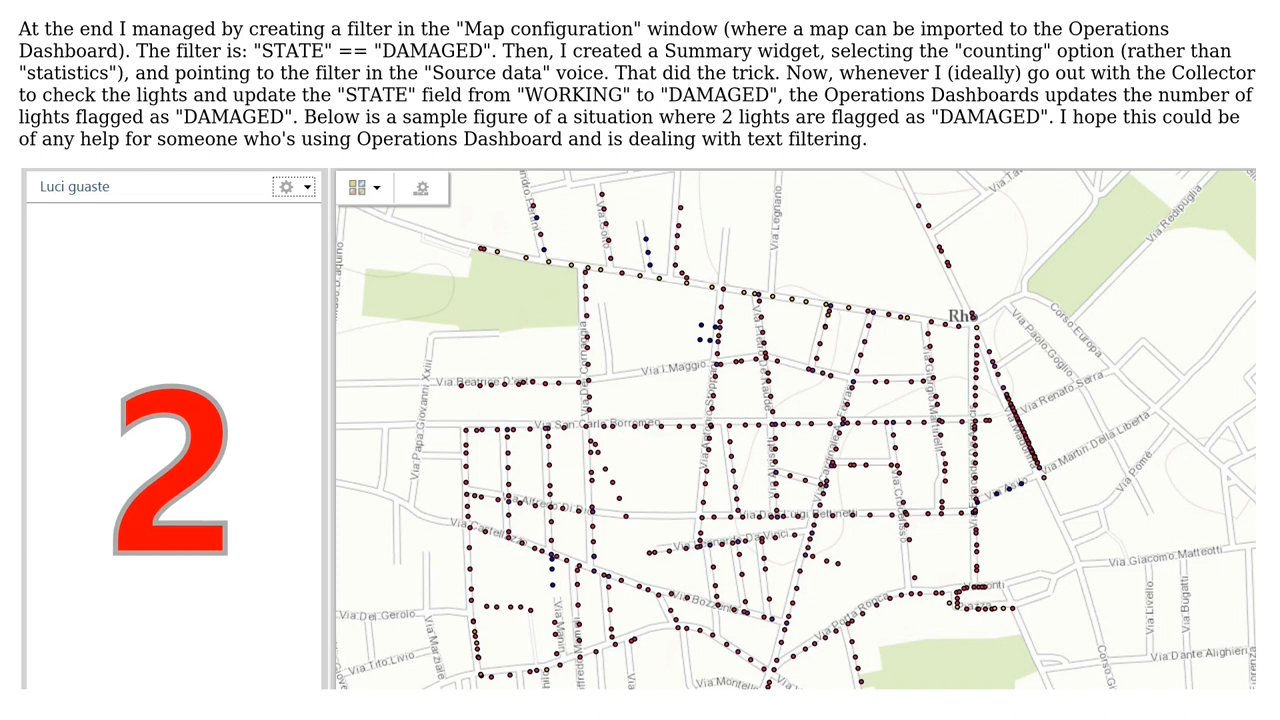 At the end I managed by creating a filter in the "Map configuration" window (where a map can be imported to the Operations
Dashboard). The filter is: "STATE" == "DAMAGED". Then, I created a Summary widget, selecting the "counting" option (rather than
"statistics"), and pointing to the filter in the "Source data" voice. That did the trick. Now, whenever I (ideally) go out with the Collector
to check the lights and update the "STATE" field from "WORKING" to "DAMAGED", the Operations Dashboards updates the number of
lights flagged as "DAMAGED". Below is a sample figure of a situation where 2 lights are flagged as "DAMAGED". I hope this could be
of any help for someone who's using Operations Dashboard and is dealing with text filtering.
Luci guaste
2
Via Legnano
Via Redipuglia
Corso Europa
Via Paolo Goglio
Via I Maggio
Via Renato Serra
Via Papa Giovanni Xxiii
Via San Carlo Borromeo
Via Martin Della Libertà
Via Pomè
Via Giacomo Matteotti
Via Livello
Via Bugatti
Via Dei Gerolo
Via Marziale
Via Porta Ronca
Via Tito Livio
Via Dante Alighieri
Via Montello